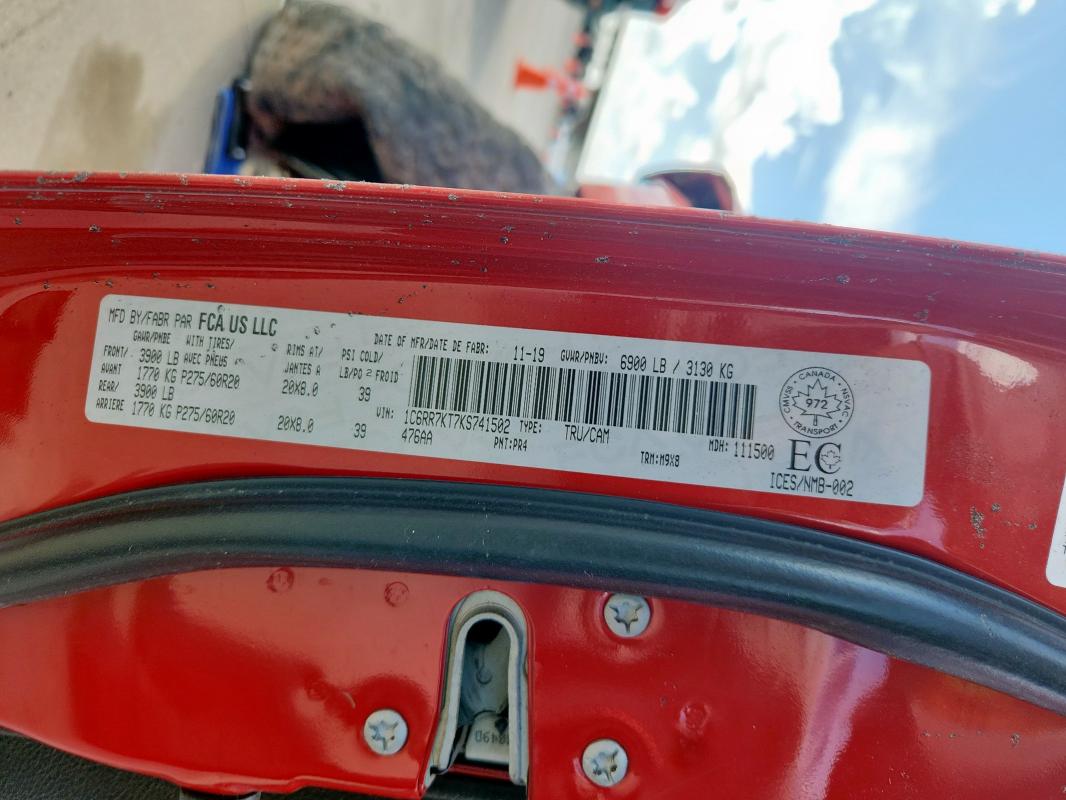 MFD BY/FABR PAR FCA US LLC
DATE OF MFR/DATE DE FABR: 11-19 GVWR/PNBV: 6900 LB / 3130 KG
GAWR/PNBE WITH TIRES/ RIMS AT/ PSI COLD/
FRONT/ 3900 LB AVEC PNEUS JANTES A LB/PO 2 FROID
AVANT 1770 KG P275/60R20 20X8.0 39
REAR/ 3900 LB
ARRIERE 1770 KG P275/60R20 20X8.0 39
VIN: 1C6RR7KT7KS741502 TYPE: TRU/CAM MDH: 111500
476AA PNT:PR4 TRM:M9X8
CANADA
CMVSS 972 NSVAC
TRANSPORT
EC
ICES/NMB-002